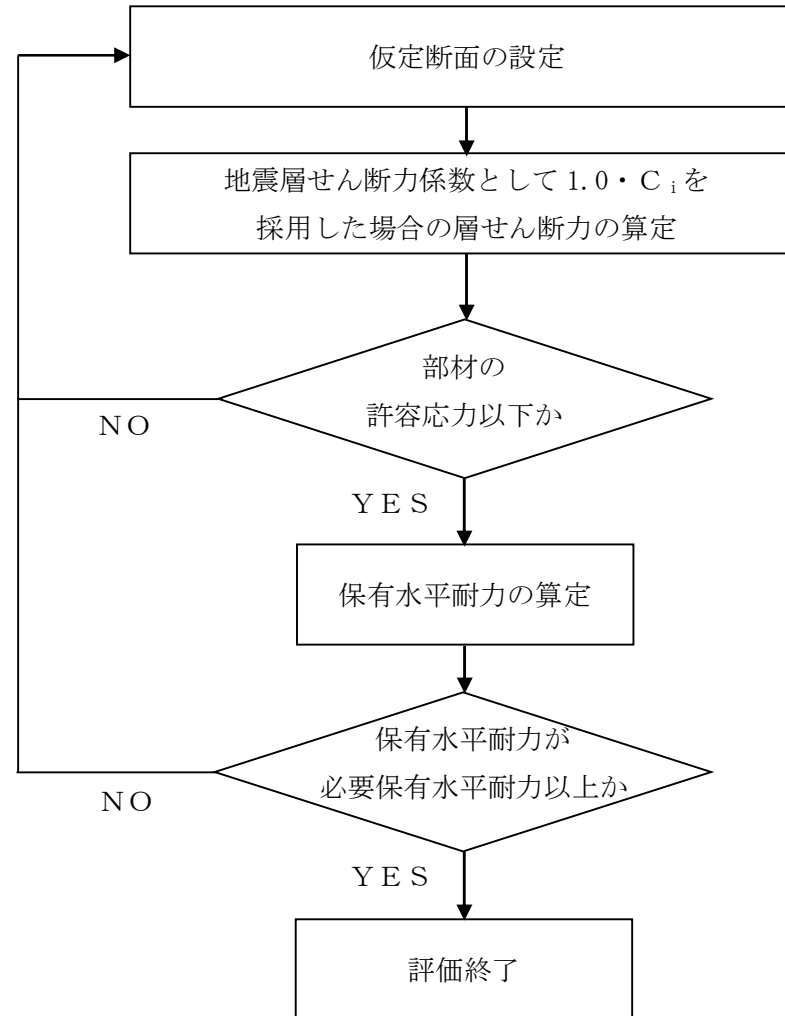 仮定断面の設定
地震層せん断力係数として 1.0・Ｃｉを
採用した場合の層せん断力の算定
部材の
許容応力以下か
ＮＯ
ＹＥＳ
保有水平耐力の算定
保有水平耐力が
必要保有水平耐力以上か
ＮＯ
ＹＥＳ
評価終了